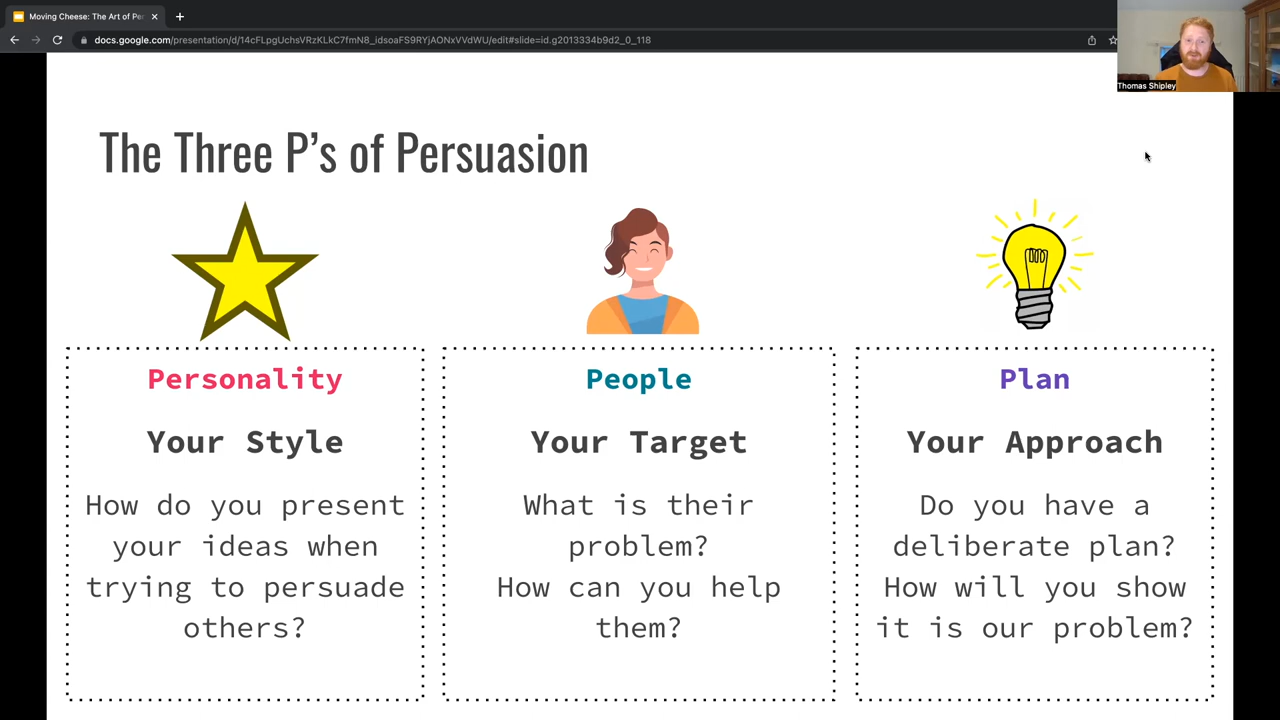 Moving Cheese: The Art of Per
docs.google.com/presentation/d/14cFLpgUchsVRzKLkC7fmN8_idsoaFS9RYjAONxVVdWU/edit#slide=id.g2013334b9d2_0_118
Thomas Shipley
The Three P’s of Persuasion
Personality
Your Style
How do you present
your ideas when
trying to persuade
others?
People
Your Target
What is their
problem?
How can you help
them?
Plan
Your Approach
Do you have a
deliberate plan?
How will you show
it is our problem?